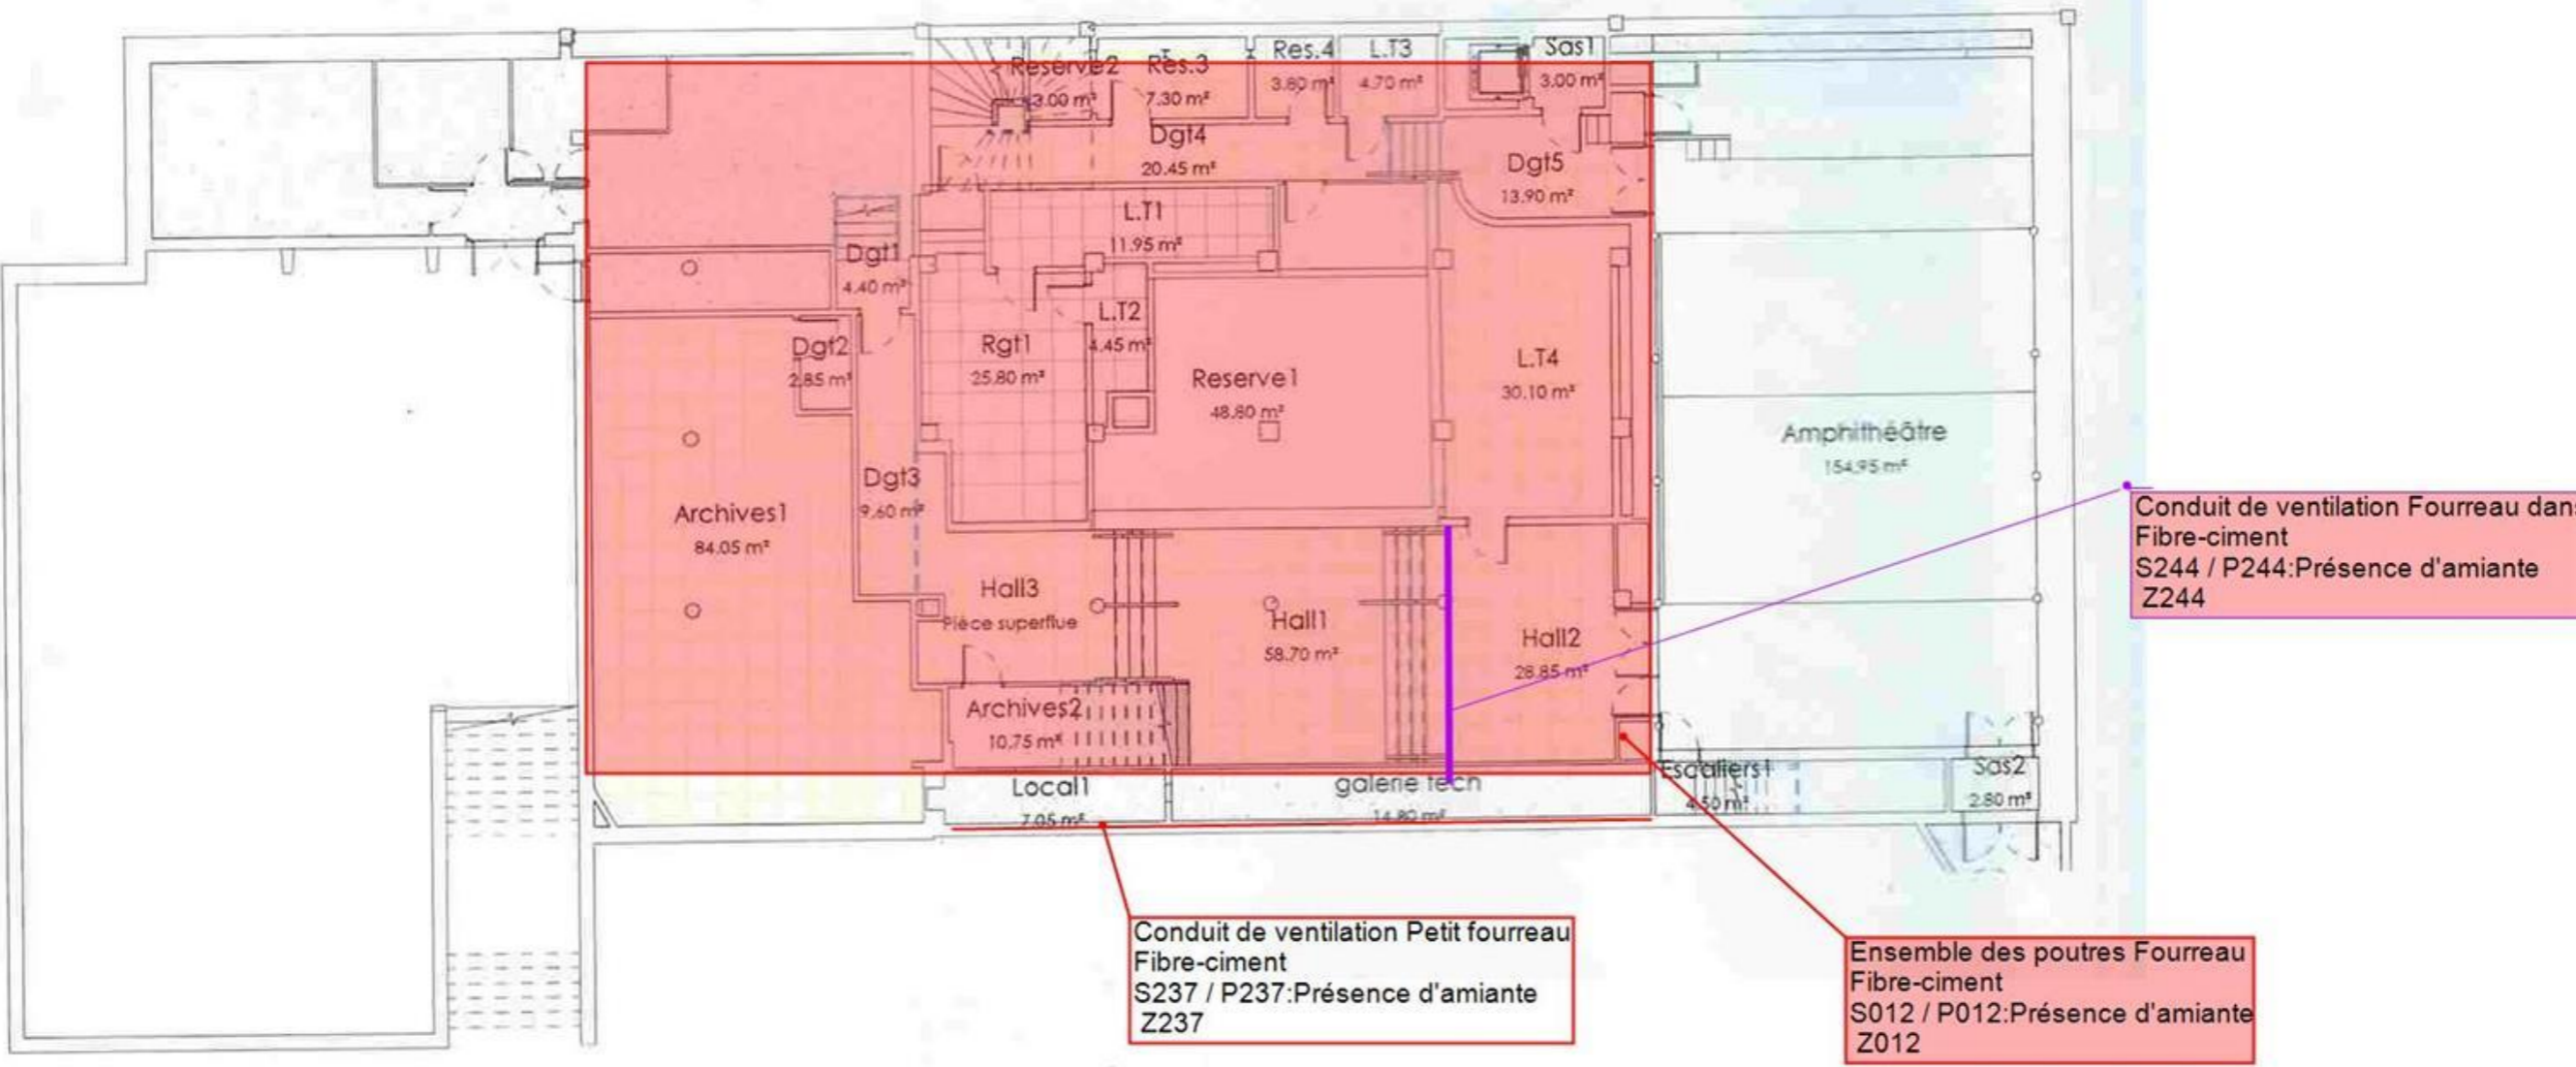 Reserve2
3.00 m²
Res.3
7.30 m²
Res.4
3.80 m²
L.T3
4.70 m²
Sas1
3.00 m²
Dgt4
20.45 m²
Dgt5
13.90 m²
L.T1
11.95 m²
Dgt1
4.40 m²
L.T2
4.45 m²
Dgt2
2.85 m²
Rgt1
25.80 m²
Reserve1
48.80 m²
L.T4
30.10 m²
Amphithéâtre
154.95 m²
Dgt3
9.60 m²
Archives1
84.05 m²
Conduit de ventilation Fourreau dans
Fibre-ciment
S244 / P244:Présence d'amiante
Z244
Hall3
Pièce superflue
Hall1
58.70 m²
Hall2
28.85 m²
Archives2
10.75 m²
Local1
7.05 m²
galerie tech
14.80 m²
Escaliers1
4.50 m²
Sas2
2.80 m²
Conduit de ventilation Petit fourreau
Fibre-ciment
S237 / P237:Présence d'amiante
Z237
Ensemble des poutres Fourreau
Fibre-ciment
S012 / P012:Présence d'amiante
Z012